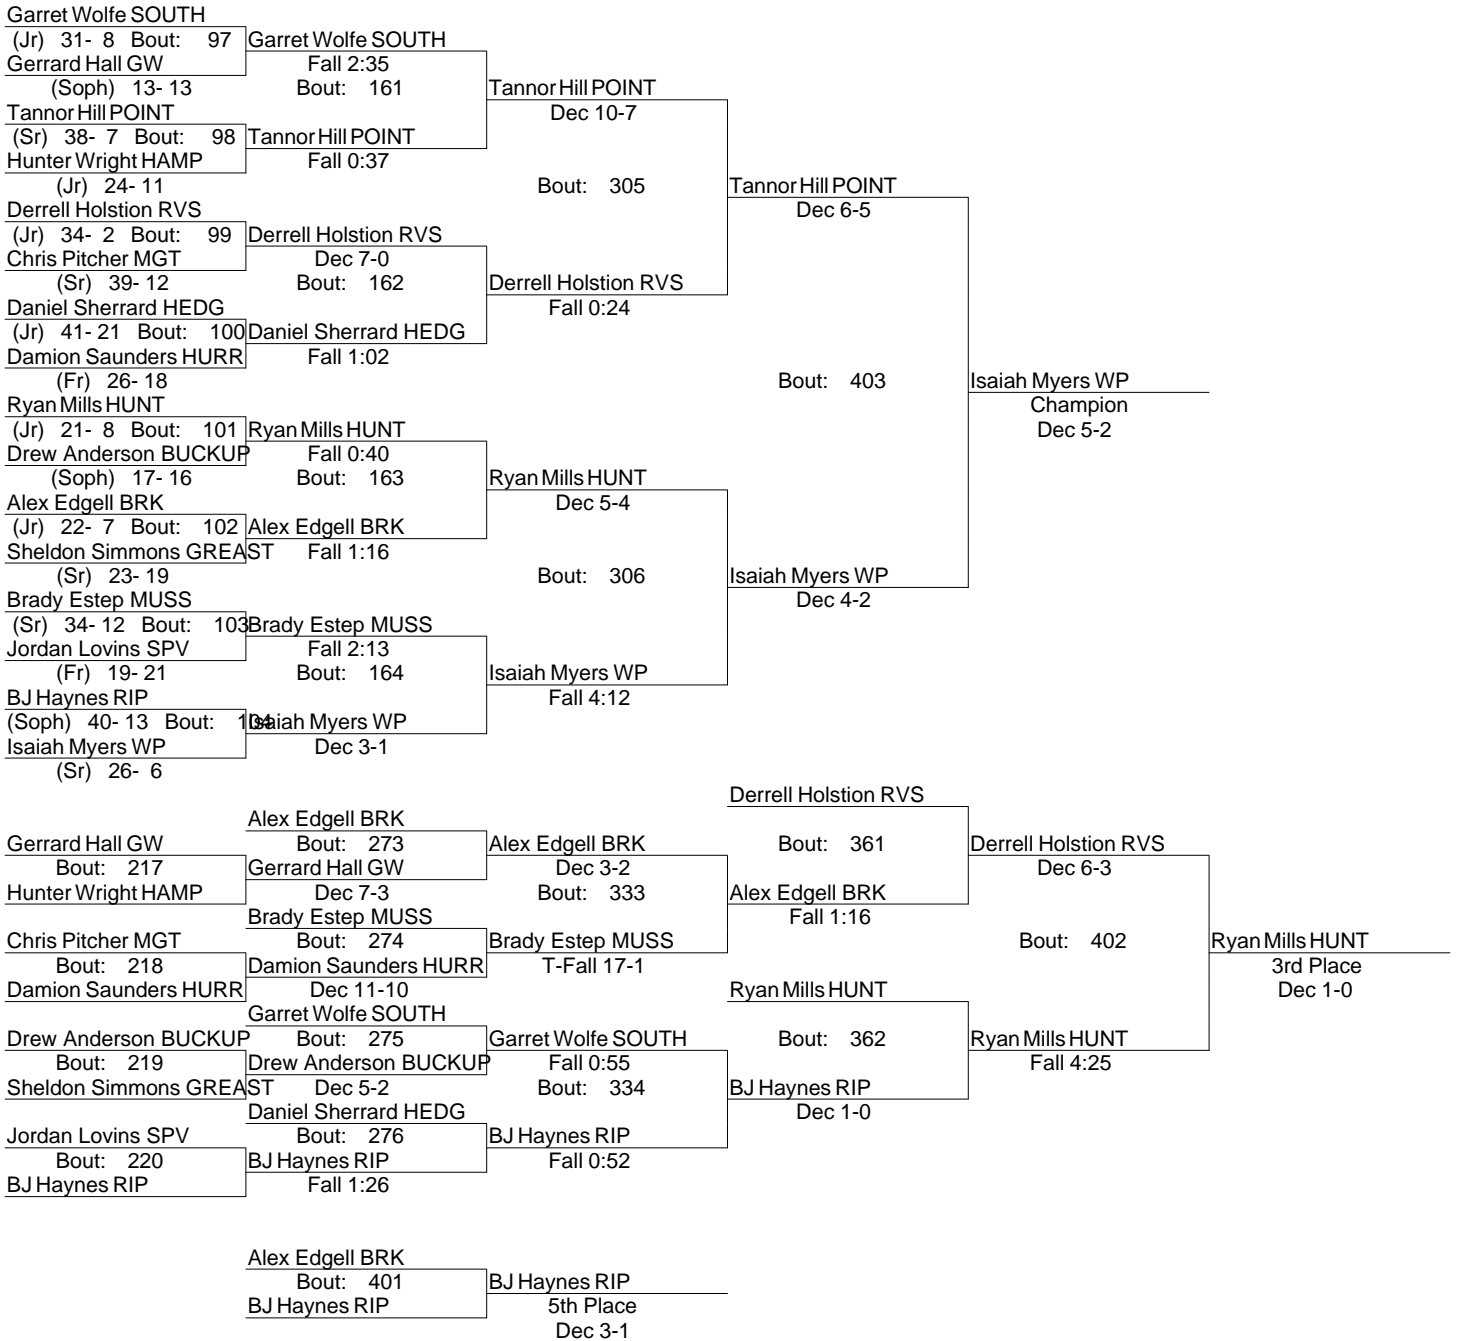 Garret Wolfe SOUTH
(Jr) 31- 8 Bout: 97 Garret Wolfe SOUTH
Gerrard Hall GW Fall 2:35
(Soph) 13- 13 Bout: 161 Tannor Hill POINT
Tannor Hill POINT Dec 10-7
(Sr) 38- 7 Bout: 98 Tannor Hill POINT
Hunter Wright HAMP Fall 0:37
(Jr) 24- 11 Bout: 305 Tannor Hill POINT
Derrell Holstion RVS Dec 6-5
(Jr) 34- 2 Bout: 99 Derrell Holstion RVS
Chris Pitcher MGT Dec 7-0
(Sr) 39- 12 Bout: 162 Derrell Holstion RVS
Daniel Sherrard HEDG Fall 0:24
(Jr) 41- 21 Bout: 100 Daniel Sherrard HEDG
Damion Saunders HURR Fall 1:02
(Fr) 26- 18 Bout: 403 Isaiah Myers WP
Ryan Mills HUNT Champion
(Jr) 21- 8 Bout: 101 Ryan Mills HUNT Dec 5-2
Drew Anderson BUCKUP Fall 0:40
(Soph) 17- 16 Bout: 163 Ryan Mills HUNT
Alex Edgell BRK Dec 5-4
(Jr) 22- 7 Bout: 102 Alex Edgell BRK
Sheldon Simmons GREAST Fall 1:16
(Sr) 23- 19 Bout: 306 Isaiah Myers WP
Brady Estep MUSS Dec 4-2
(Sr) 34- 12 Bout: 103 Brady Estep MUSS
Jordan Lovins SPV Fall 2:13
(Fr) 19- 21 Bout: 164 Isaiah Myers WP
BJ Haynes RIP Fall 4:12
(Soph) 40- 13 Bout: 104 Isaiah Myers WP
Isaiah Myers WP Dec 3-1
(Sr) 26- 6
Derrell Holstion RVS
Alex Edgell BRK
Gerrard Hall GW Bout: 273 Alex Edgell BRK Bout: 361 Derrell Holstion RVS
Bout: 217 Gerrard Hall GW Dec 3-2 Dec 6-3
Hunter Wright HAMP Dec 7-3 Bout: 333 Alex Edgell BRK
Brady Estep MUSS Fall 1:16
Chris Pitcher MGT Bout: 274 Brady Estep MUSS Bout: 402 Ryan Mills HUNT
Bout: 218 Damion Saunders HURR T-Fall 17-1 3rd Place
Damion Saunders HURR Dec 11-10 Ryan Mills HUNT Dec 1-0
Garret Wolfe SOUTH
Drew Anderson BUCKUP Bout: 275 Garret Wolfe SOUTH Bout: 362 Ryan Mills HUNT
Bout: 219 Drew Anderson BUCKUP Fall 0:55 Fall 4:25
Sheldon Simmons GREAST Dec 5-2 Bout: 334 BJ Haynes RIP
Daniel Sherrard HEDG Dec 1-0
Jordan Lovins SPV Bout: 276 BJ Haynes RIP
Bout: 220 BJ Haynes RIP Fall 0:52
BJ Haynes RIP Fall 1:26
Alex Edgell BRK
Bout: 401 BJ Haynes RIP
BJ Haynes RIP 5th Place
Dec 3-1